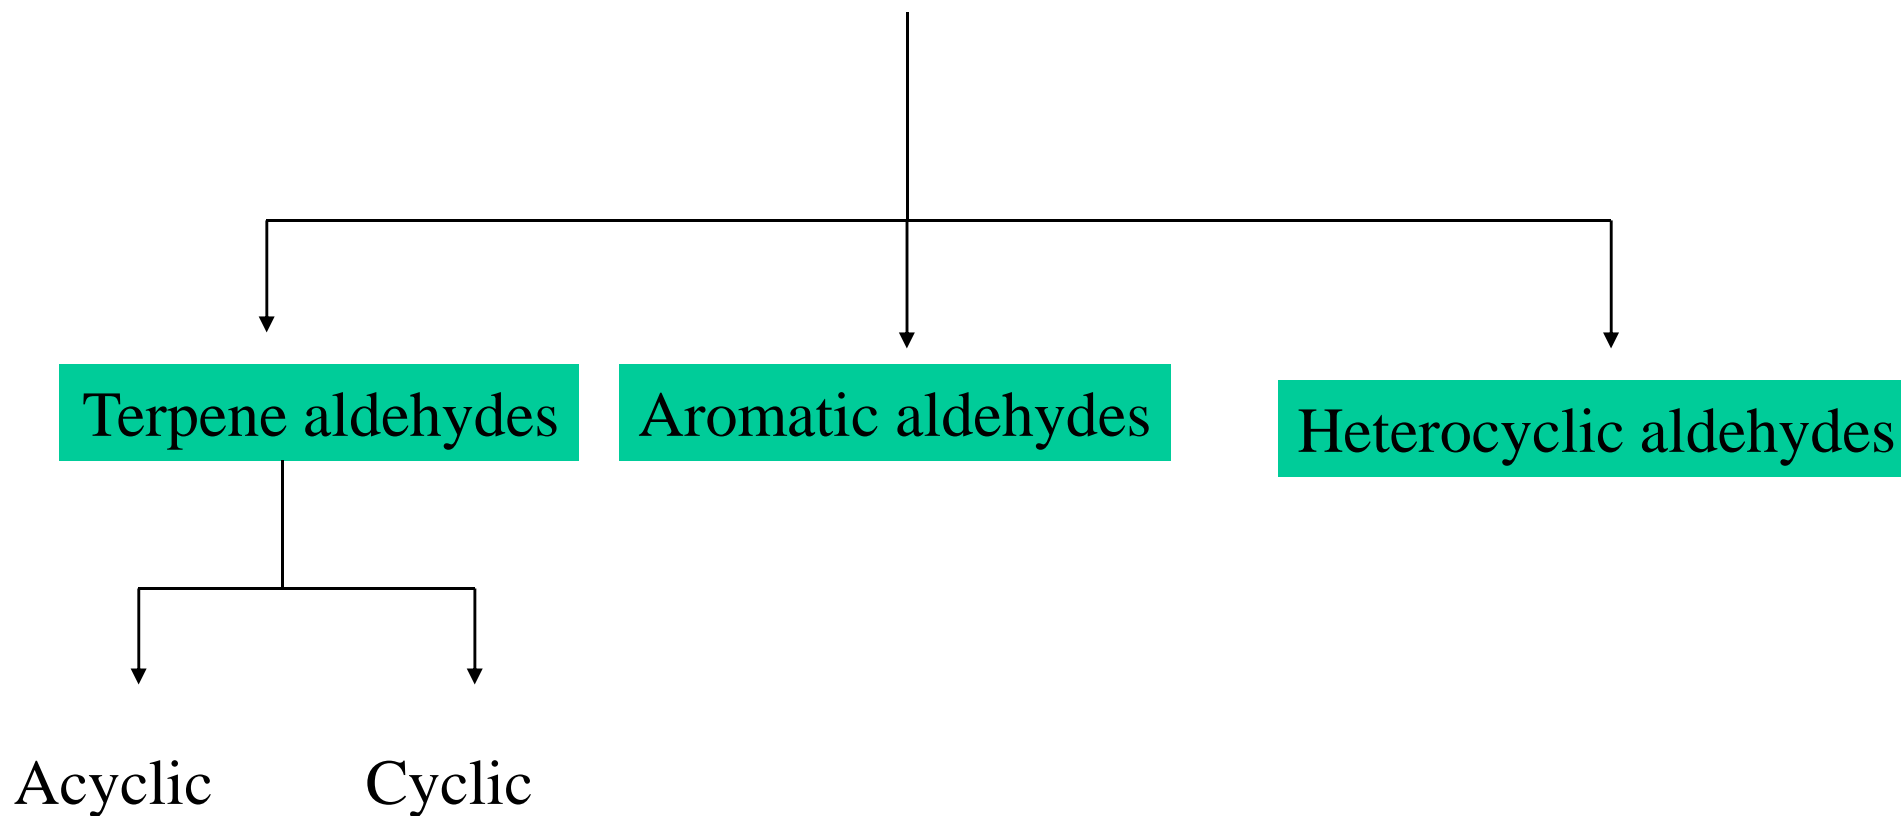 Terpene aldehydes
Aromatic aldehydes
Heterocyclic aldehydes
Acyclic
Cyclic